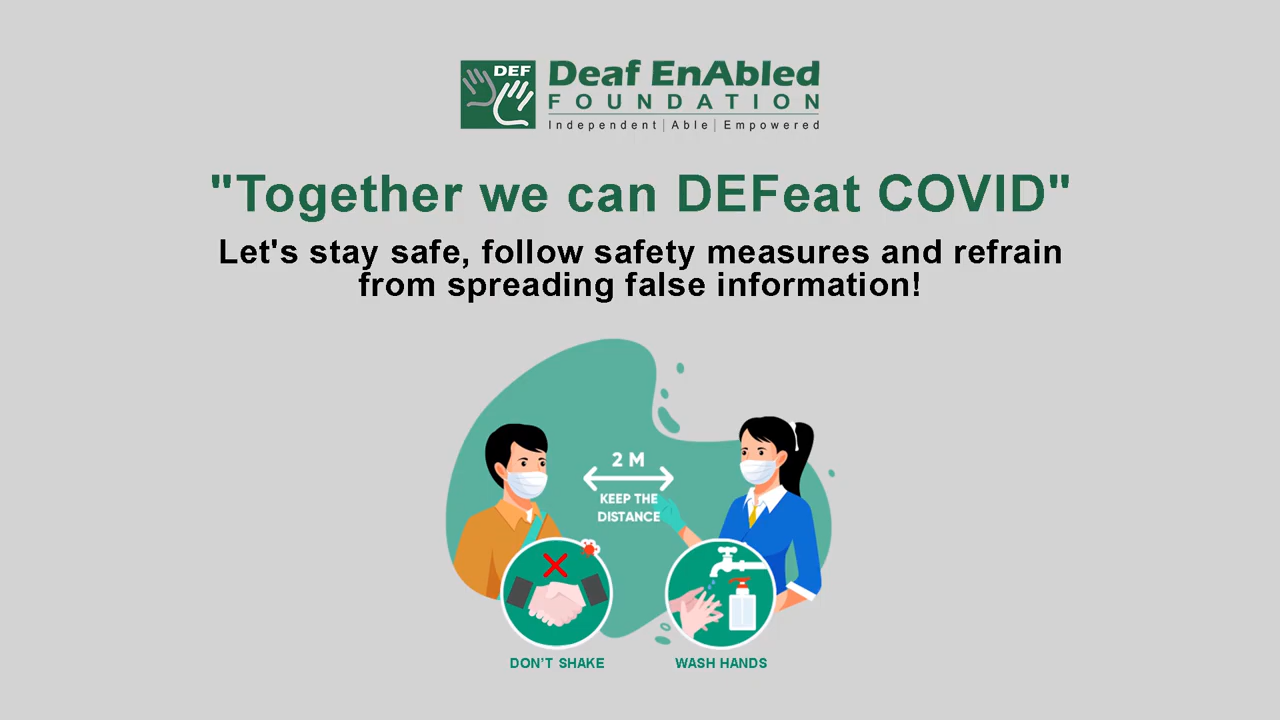 DEF
Deaf EnAbled
FOUNDATION
Independent|Able|Empowered
"Together we can DEFeat COVID"
Let's stay safe, follow safety measures and refrain
from spreading false information!
2 M
KEEP THE
DISTANCE
DON'T SHAKE
WASH HANDS